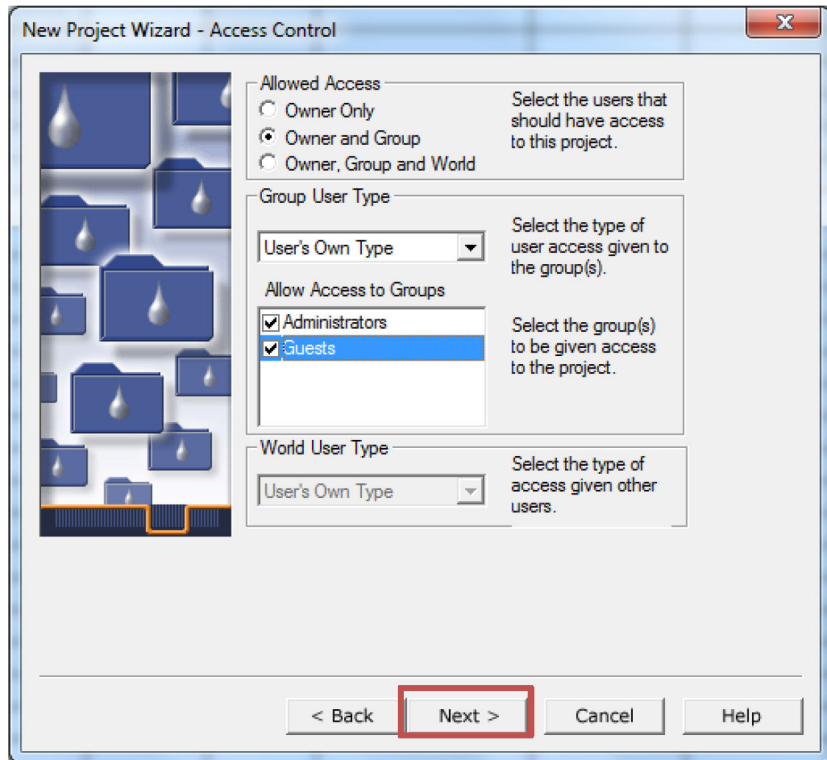 New Project Wizard - Access Control
Allowed Access
Owner Only
Owner and Group
Owner, Group and World
Select the users that
should have access
to this project.
Group User Type
User's Own Type
Select the type of
user access given to
the group(s).
Allow Access to Groups
Administrators
Guests
Select the group(s)
to be given access
to the project.
World User Type
User's Own Type
Select the type of
access given other
users.
< Back
Next >
Cancel
Help